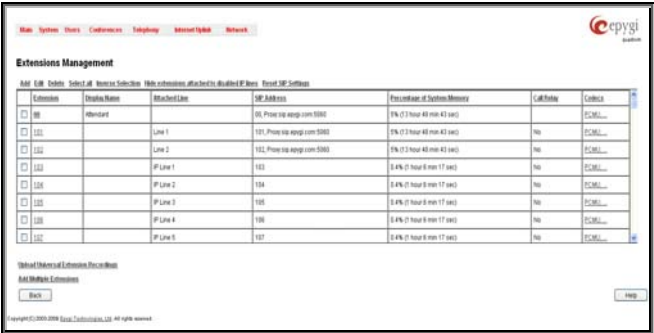 epygi
Main System Users Conferences Telephony Internet Uplink Network
Extensions Management
Add Edit Delete Select all Inverse Selection Hide extensions attached to disabled IP lines Reset SIP Settings
Extension Display Name Attached Line SIP Address Percentage of System Memory Call Relay Codecs
00 Attendant 00, Proxy:sip.epygi.com:5060 5% (13 hour 48 min 43 sec) PCMU,...
101 Line 1 101, Proxy:sip.epygi.com:5060 5% (13 hour 48 min 43 sec) No PCMU,...
102 Line 2 102, Proxy:sip.epygi.com:5060 5% (13 hour 48 min 43 sec) No PCMU,...
103 IP Line 1 103 0.4% (1 hour 6 min 17 sec) No PCMU,...
104 IP Line 2 104 0.4% (1 hour 6 min 17 sec) No PCMU,...
105 IP Line 3 105 0.4% (1 hour 6 min 17 sec) No PCMU,...
106 IP Line 4 106 0.4% (1 hour 6 min 17 sec) No PCMU,...
107 IP Line 5 107 0.4% (1 hour 6 min 17 sec) No PCMU,...
Upload Universal Extension Recordings
Add Multiple Extensions
Back Help
Copyright (C) 2003-2008 Epygi Technologies, Ltd. All rights reserved.